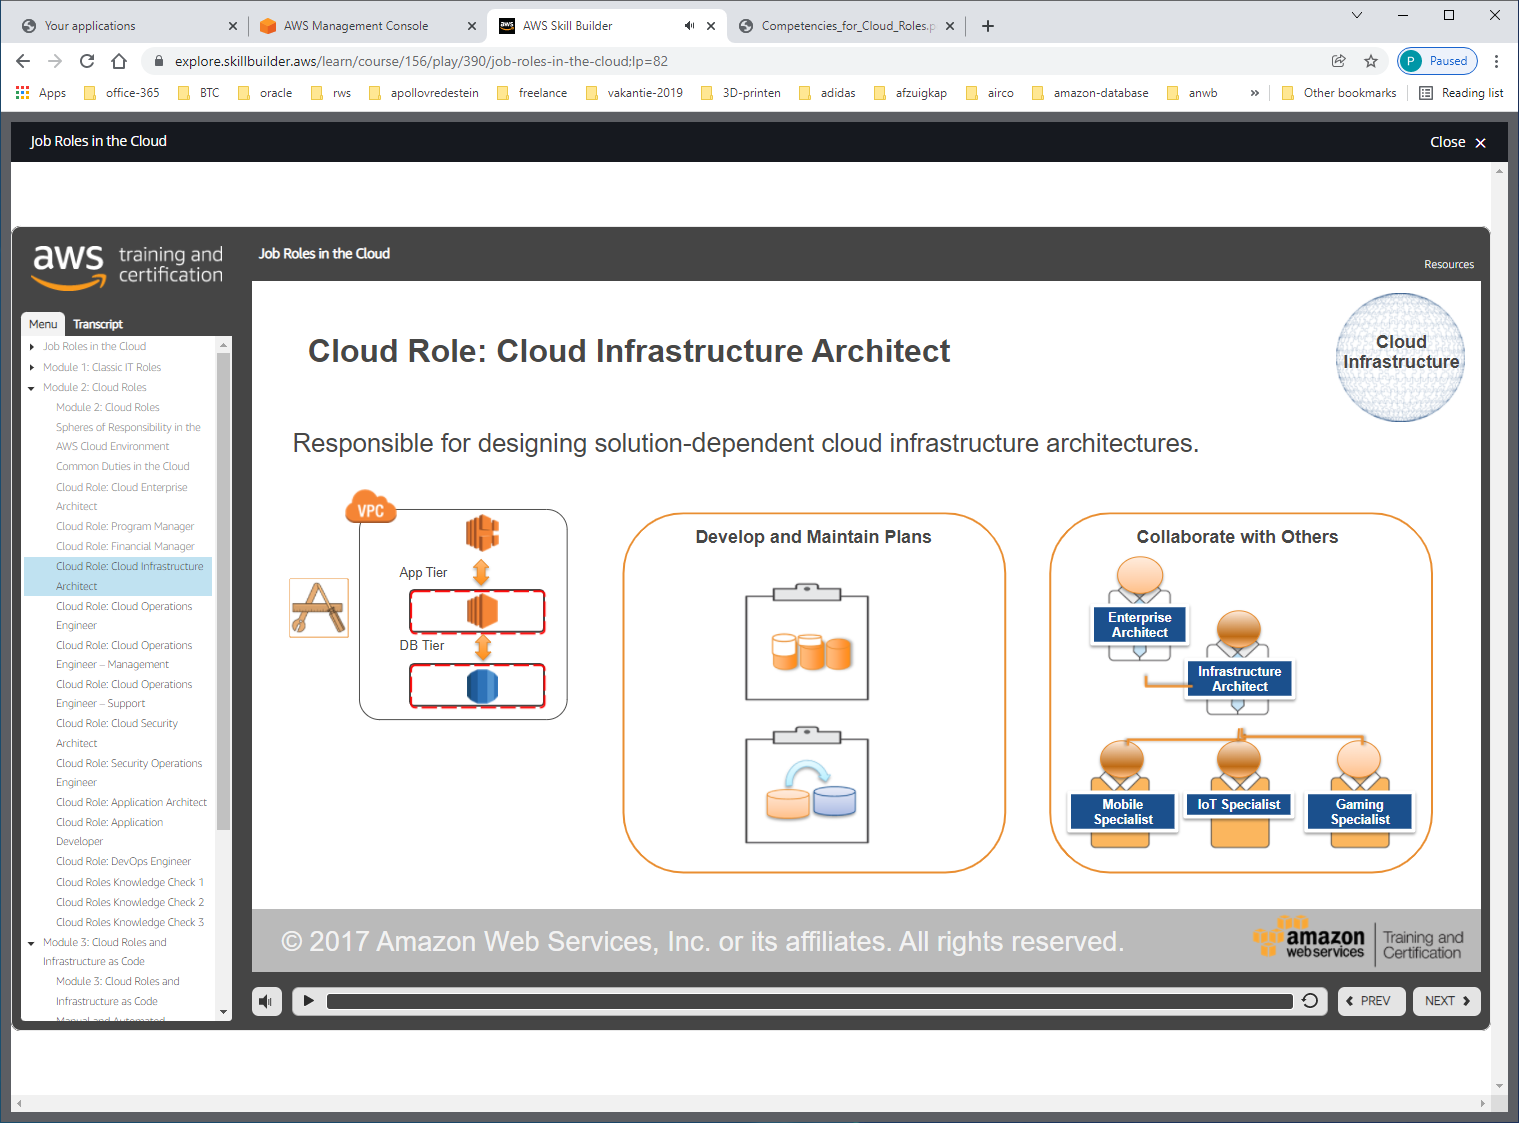 Your applications
AWS Management Console
AWS Skill Builder
Competencies_for_Cloud_Roles.p
explore.skillbuilder.aws/learn/course/156/play/390/job-roles-in-the-cloud;lp=82
P Paused
Apps
office-365
BTC
oracle
rws
apollovredestein
freelance
vakantie-2019
3D-printen
adidas
afzuigkap
airco
amazon-database
anwb
»
Other bookmarks
Reading list
Job Roles in the Cloud
Close
aws training and
certification
Job Roles in the Cloud
Resources
Menu
Transcript
Job Roles in the Cloud
Module 1: Classic IT Roles
Module 2: Cloud Roles
Module 2: Cloud Roles
Spheres of Responsibility in the
AWS Cloud Environment
Common Duties in the Cloud
Cloud Role: Cloud Enterprise
Architect
Cloud Role: Program Manager
Cloud Role: Financial Manager
Cloud Role: Cloud Infrastructure
Architect
Cloud Role: Cloud Operations
Engineer
Cloud Role: Cloud Operations
Engineer – Management
Cloud Role: Cloud Operations
Engineer – Support
Cloud Role: Cloud Security
Architect
Cloud Role: Security Operations
Engineer
Cloud Role: Application Architect
Cloud Role: Application
Developer
Cloud Role: DevOps Engineer
Cloud Roles Knowledge Check 1
Cloud Roles Knowledge Check 2
Cloud Roles Knowledge Check 3
Module 3: Cloud Roles and
Infrastructure as Code
Module 3: Cloud Roles and
Infrastructure as Code
Manual and Automated
Cloud Role: Cloud Infrastructure Architect
Cloud
Infrastructure
Responsible for designing solution-dependent cloud infrastructure architectures.
VPC
App Tier
DB Tier
Develop and Maintain Plans
Collaborate with Others
Enterprise
Architect
Infrastructure
Architect
Mobile
Specialist
IoT Specialist
Gaming
Specialist
© 2017 Amazon Web Services, Inc. or its affiliates. All rights reserved.
amazon
webservices
Training and
Certification
PREV
NEXT